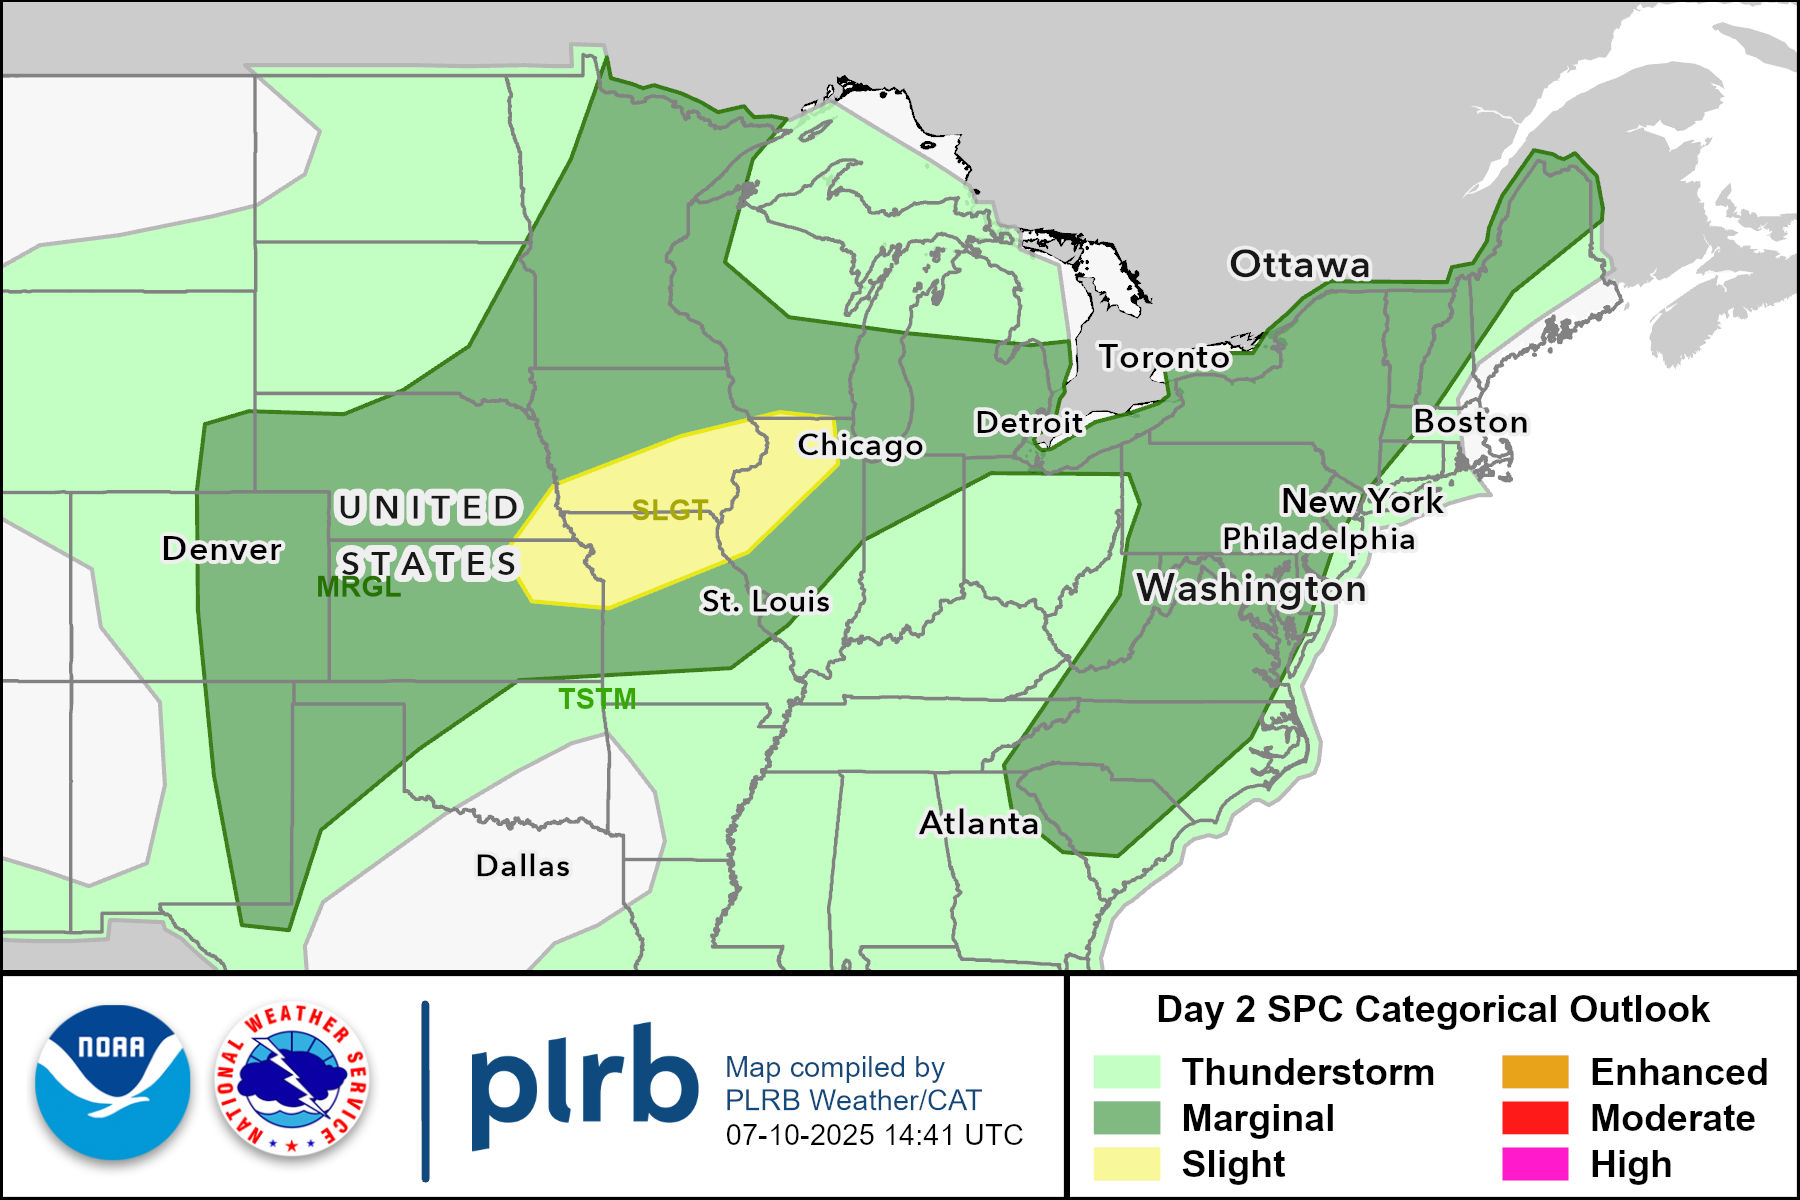 Ottawa
Toronto
Detroit
Boston
Chicago
UNITED
SLGT
New York
Philadelphia
Denver
STATES
MRGL
Washington
St. Louis
TSTM
Atlanta
Dallas
NOAA
NATIONAL WEATHER SERVICE
plrb
Map compiled by
PLRB Weather/CAT
07-10-2025 14:41 UTC
Day 2 SPC Categorical Outlook
Thunderstorm
Enhanced
Marginal
Moderate
Slight
High